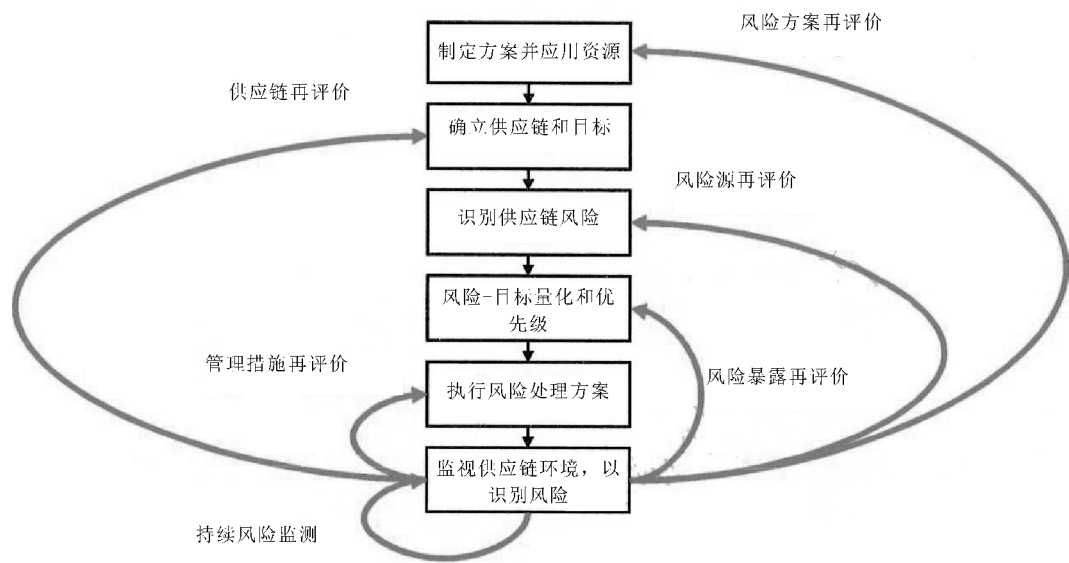 风险方案再评价
制定方案并应用资源
供应链再评价
确立供应链和目标
风险源再评价
识别供应链风险
风险-目标量化和优
先级
管理措施再评价
风险暴露再评价
执行风险处理方案
监视供应链环境，以
识别风险
持续风险监测